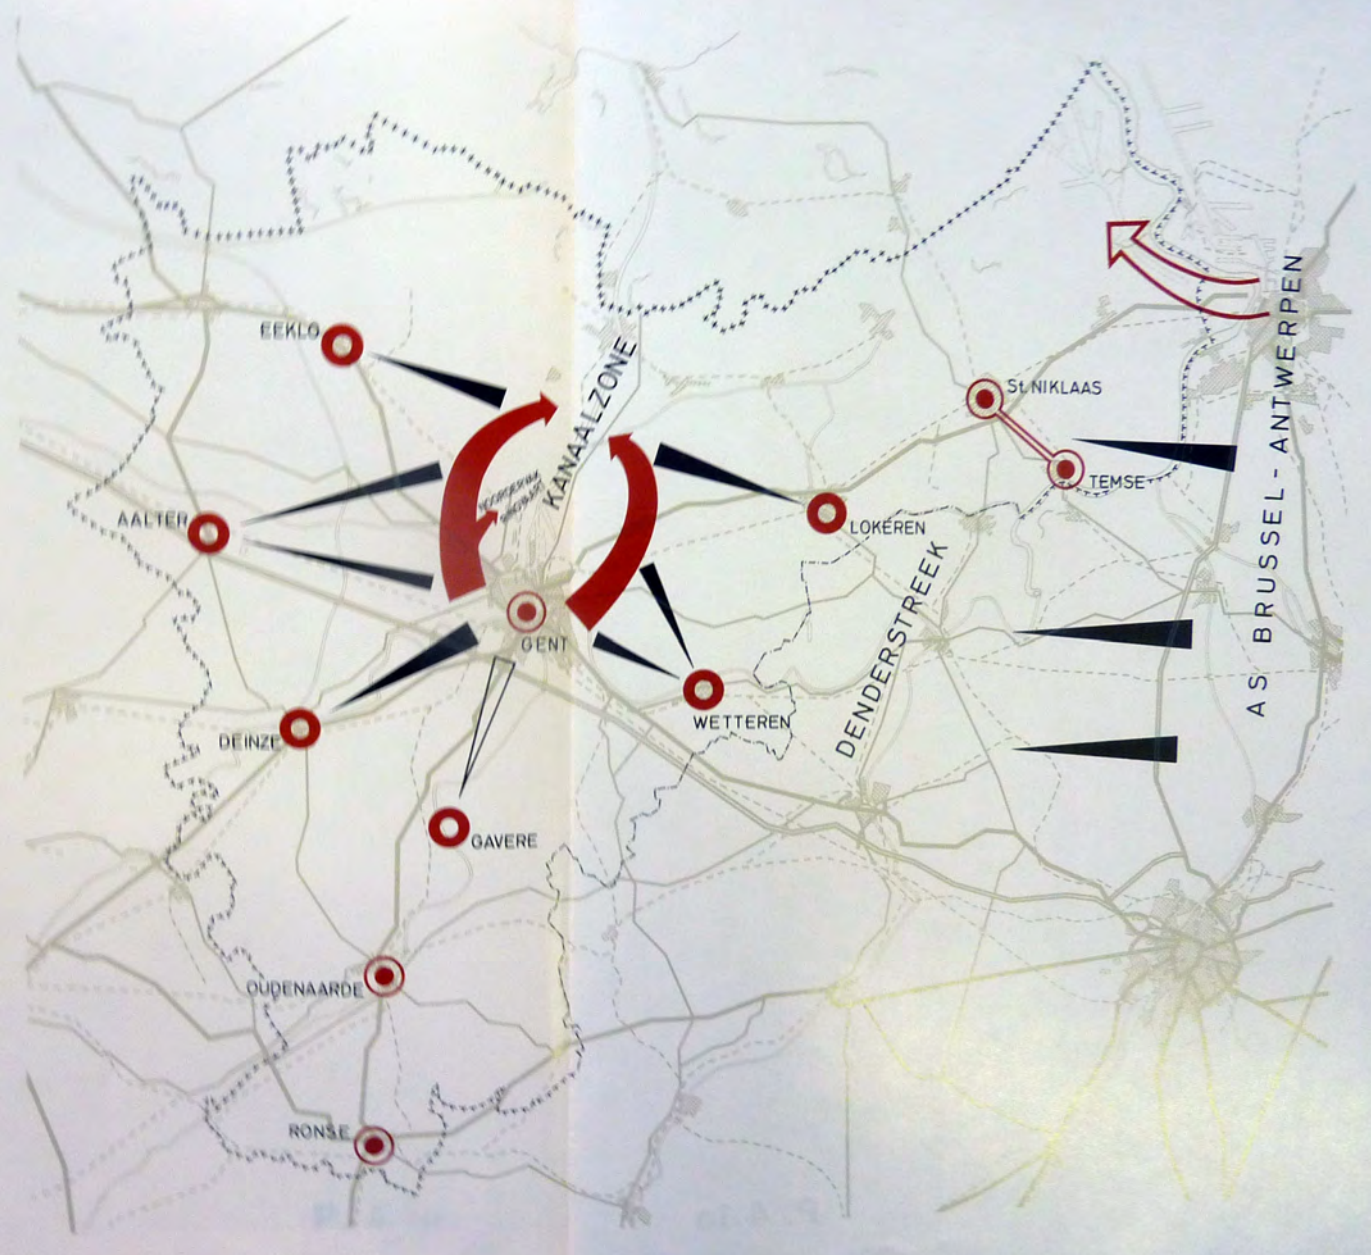 EEKLO
KANAALZONE
St. NIKLAAS
TEMSE
AALTER
LOKEREN
GENT
AS BRUSSEL - ANTWERPEN
DENDERSTREEK
WETTEREN
DEINZE
GAVERE
OUDENAARDE
RONSE